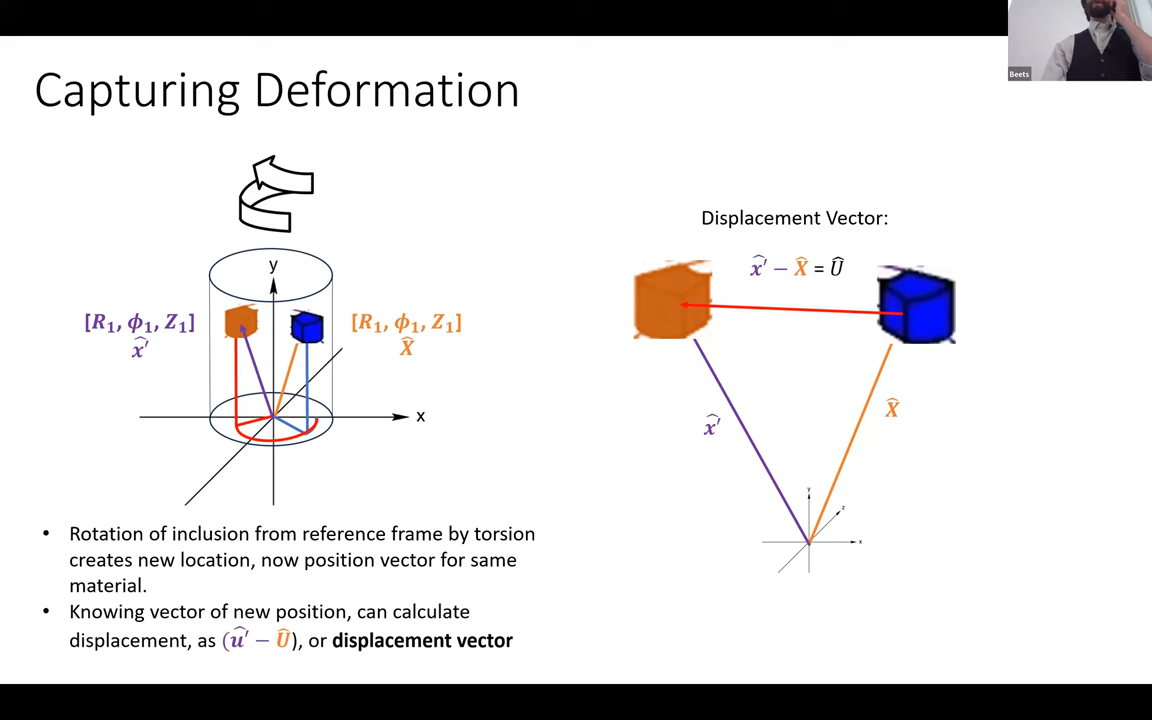 Beets
Capturing Deformation
y
[R₁, ϕ₁, Z₁]
x̂′
[R₁, ϕ₁, Z₁]
X̂
x
Rotation of inclusion from reference frame by torsion
creates new location, now position vector for same
material.
Knowing vector of new position, can calculate
displacement, as (û′ − Û), or displacement vector
Displacement Vector:
x̂′ − X̂ = Û
x̂′
X̂
y
z
x